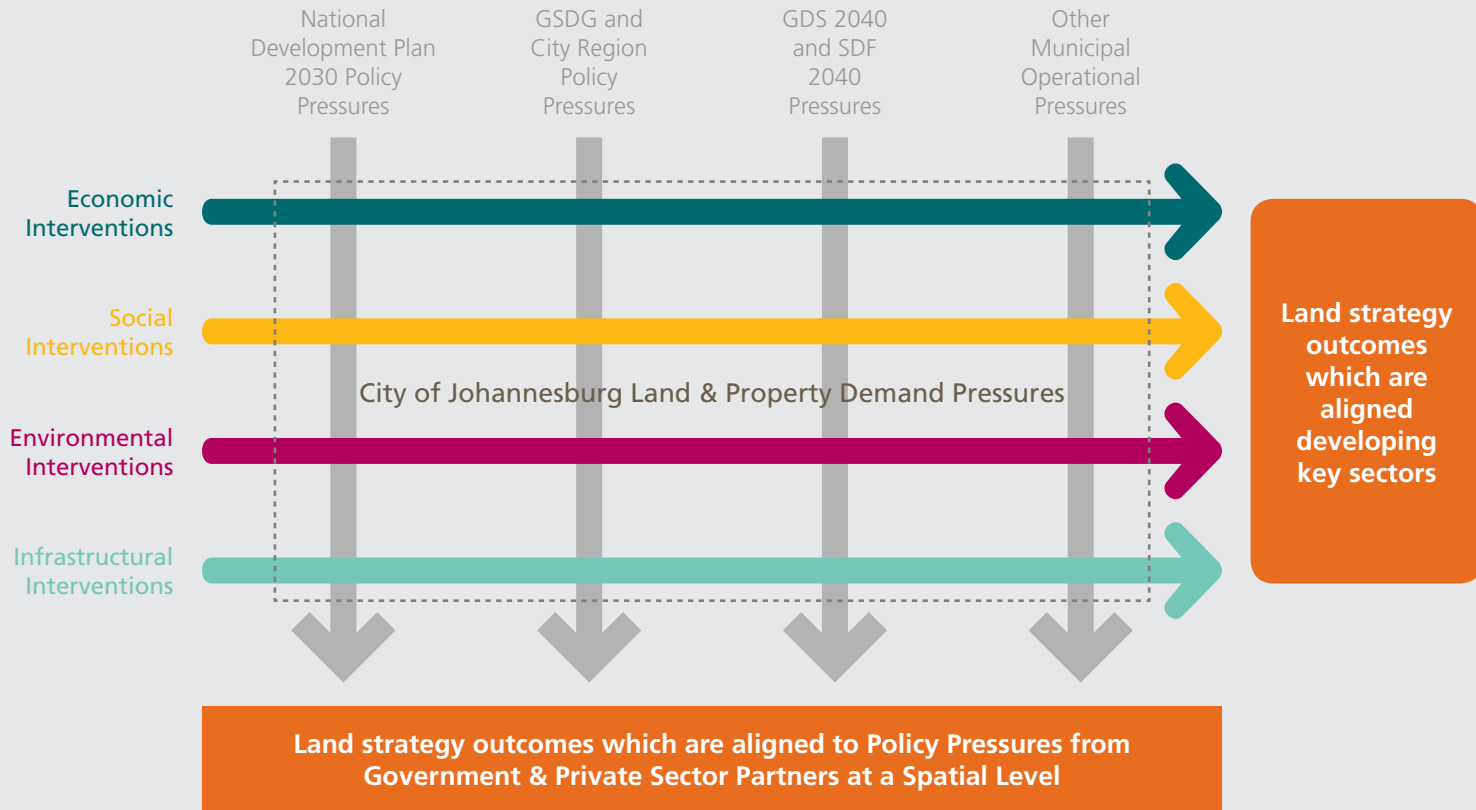 National
Development Plan
2030 Policy
Pressures
GSDG and
City Region
Policy
Pressures
GDS 2040
and SDF
2040
Pressures
Other
Municipal
Operational
Pressures
Economic
Interventions
Social
Interventions
City of Johannesburg Land & Property Demand Pressures
Environmental
Interventions
Infrastructural
Interventions
Land strategy
outcomes
which are
aligned
developing
key sectors
Land strategy outcomes which are aligned to Policy Pressures from
Government & Private Sector Partners at a Spatial Level